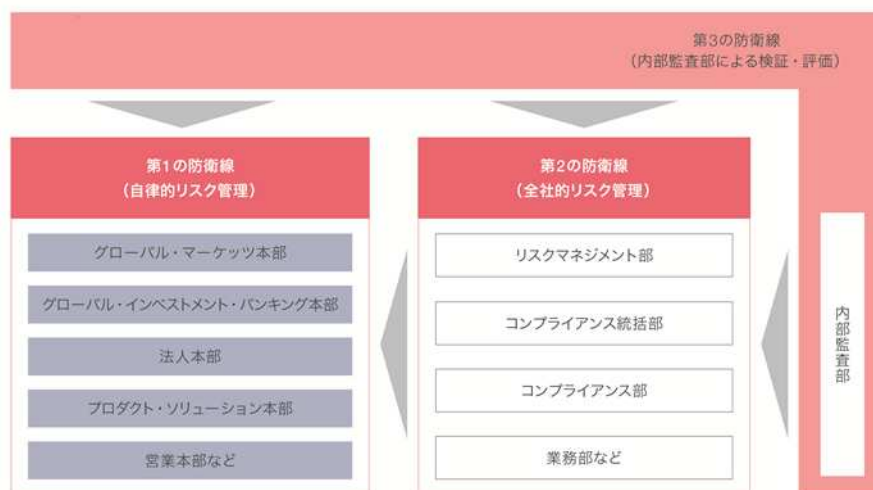 第3の防衛線
（内部監査部による検証・評価）
第1の防衛線
（自律的リスク管理）
グローバル・マーケッツ本部
グローバル・インベストメント・バンキング本部
法人本部
プロダクト・ソリューション本部
営業本部など
第2の防衛線
（全社的リスク管理）
リスクマネジメント部
コンプライアンス統括部
コンプライアンス部
業務部など
内部監査部